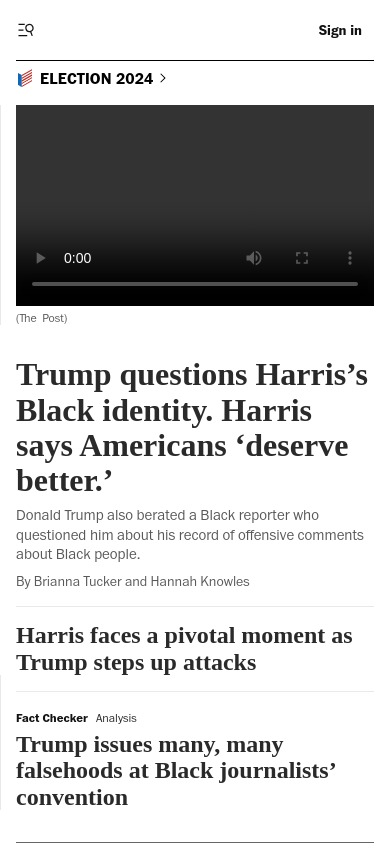 Sign in
ELECTION 2024
0:00
(The Post)
Trump questions Harris’s
Black identity. Harris
says Americans ‘deserve
better.’
Donald Trump also berated a Black reporter who
questioned him about his record of offensive comments
about Black people.
By Brianna Tucker and Hannah Knowles
Harris faces a pivotal moment as
Trump steps up attacks
Fact Checker Analysis
Trump issues many, many
falsehoods at Black journalists’
convention